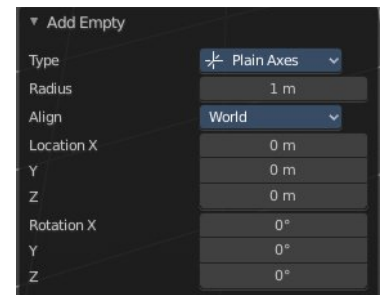 Add Empty
Type Plain Axes
Radius 1 m
Align World
Location X 0 m
Y 0 m
Z 0 m
Rotation X 0°
Y 0°
Z 0°